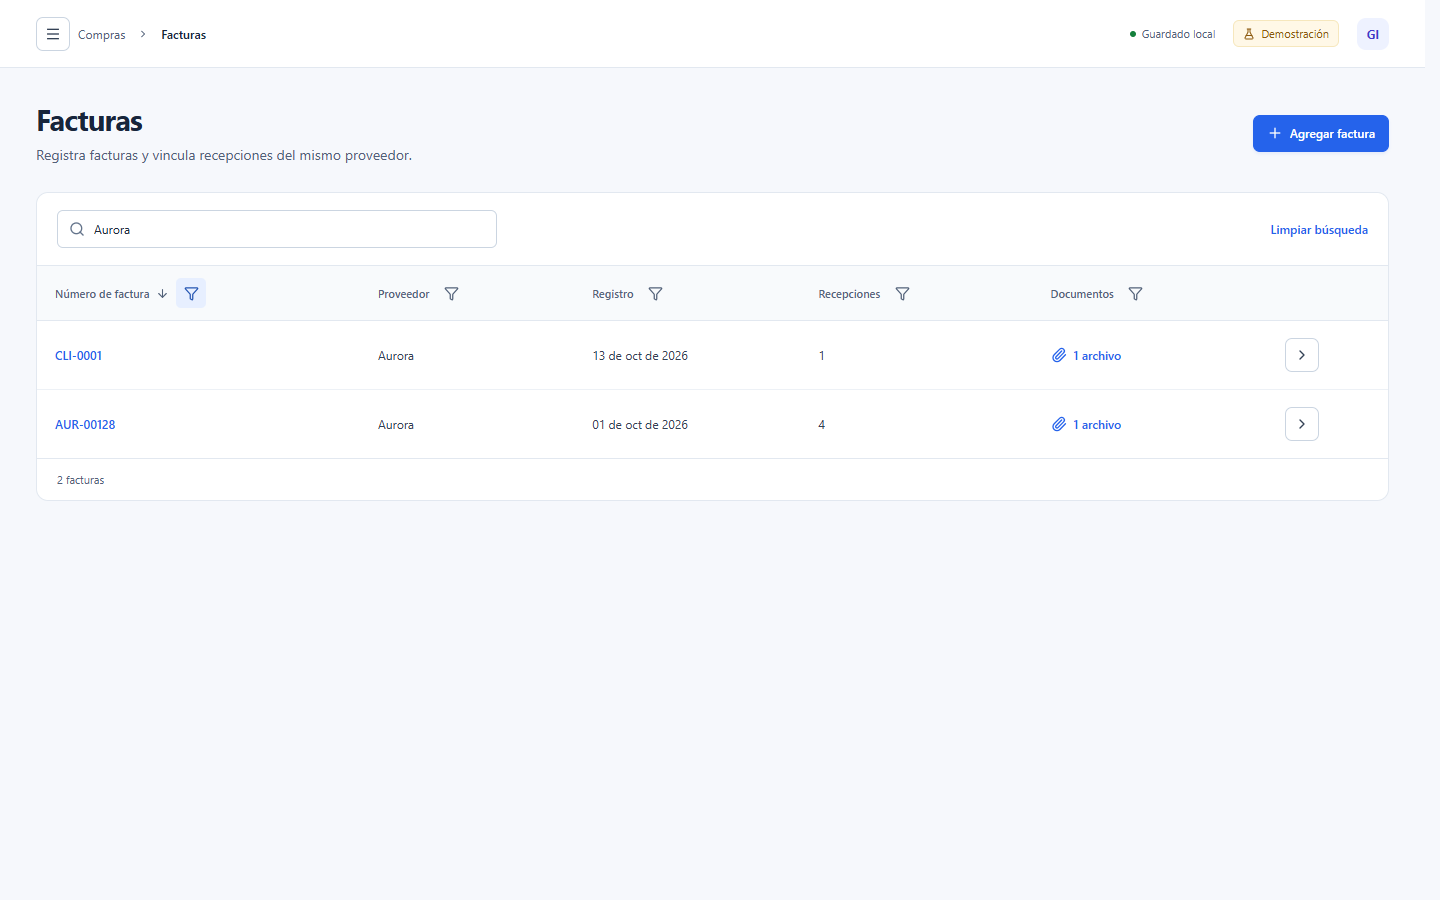 Compras > Facturas
Guardado local
Demostración
GI
Facturas
Registra facturas y vincula recepciones del mismo proveedor.
+ Agregar factura
Aurora
Limpiar búsqueda
Número de factura ↓ Proveedor Registro Recepciones Documentos
CLI-0001 Aurora 13 de oct de 2026 1 1 archivo
AUR-00128 Aurora 01 de oct de 2026 4 1 archivo
2 facturas